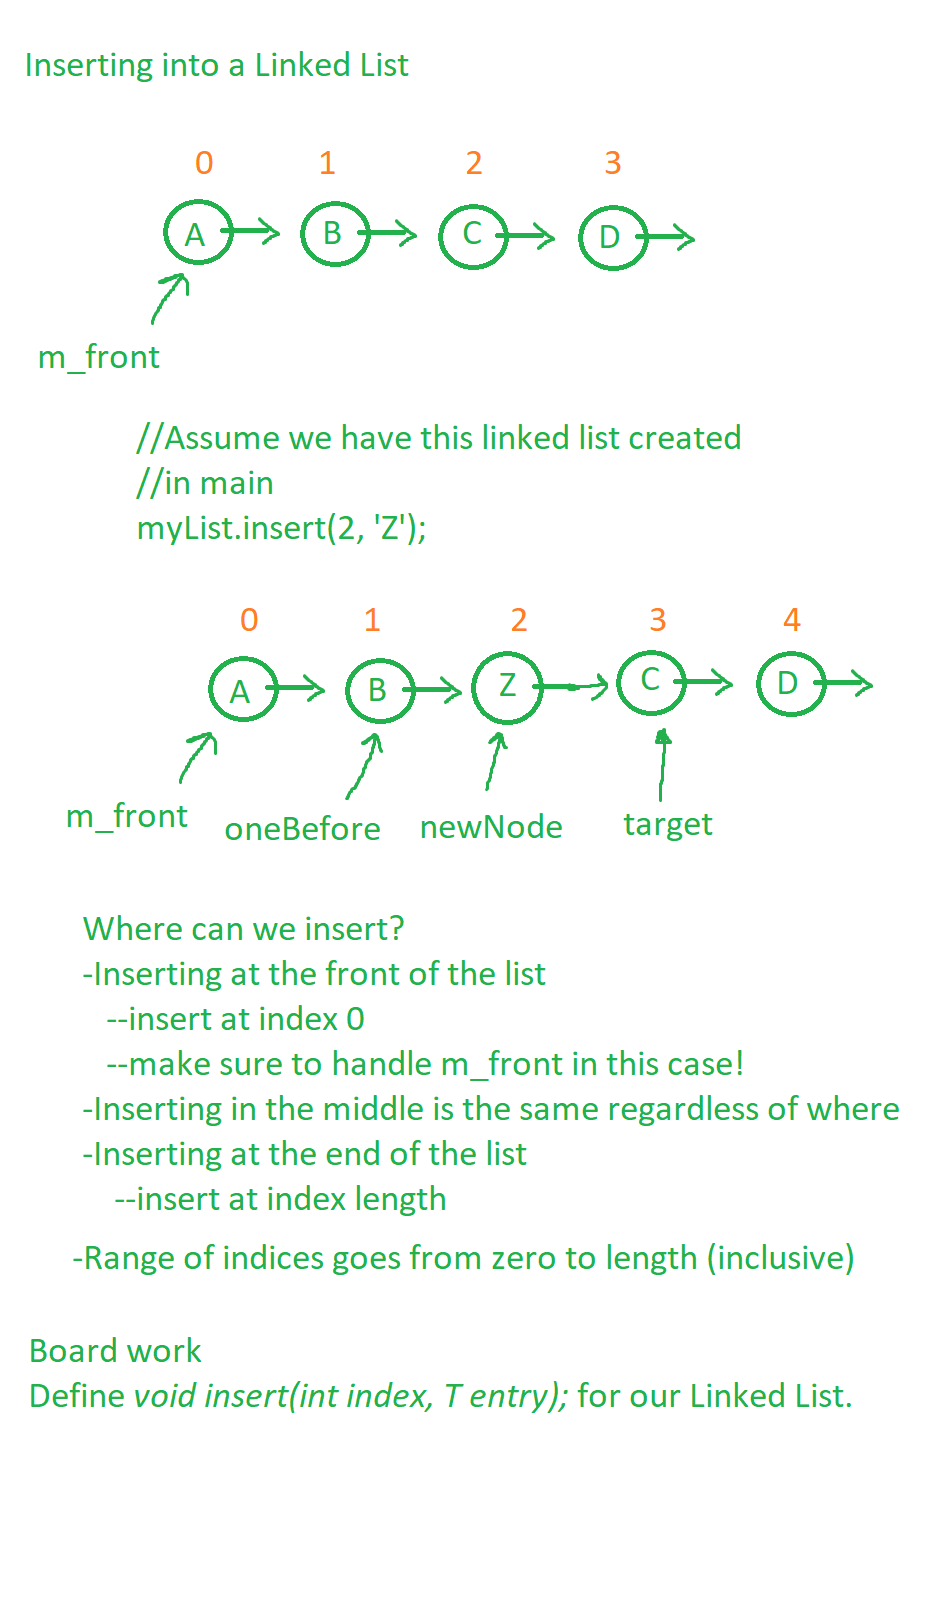 Inserting into a Linked List
0 1 2 3
A B C D
m_front
//Assume we have this linked list created
//in main
myList.insert(2, 'Z');
0 1 2 3 4
A B Z C D
m_front oneBefore newNode target
Where can we insert?
-Inserting at the front of the list
--insert at index 0
--make sure to handle m_front in this case!
-Inserting in the middle is the same regardless of where
-Inserting at the end of the list
--insert at index length
-Range of indices goes from zero to length (inclusive)
Board work
Define void insert(int index, T entry); for our Linked List.